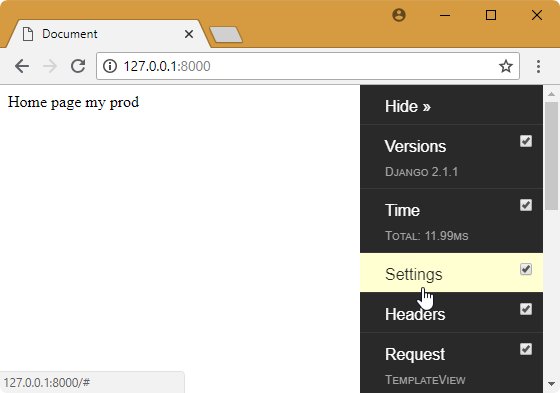 Document
127.0.0.1:8000
Home page my prod
Hide »
Versions
Django 2.1.1
Time
Total: 11.99ms
Settings
Headers
Request
TemplateView
127.0.0.1:8000/#